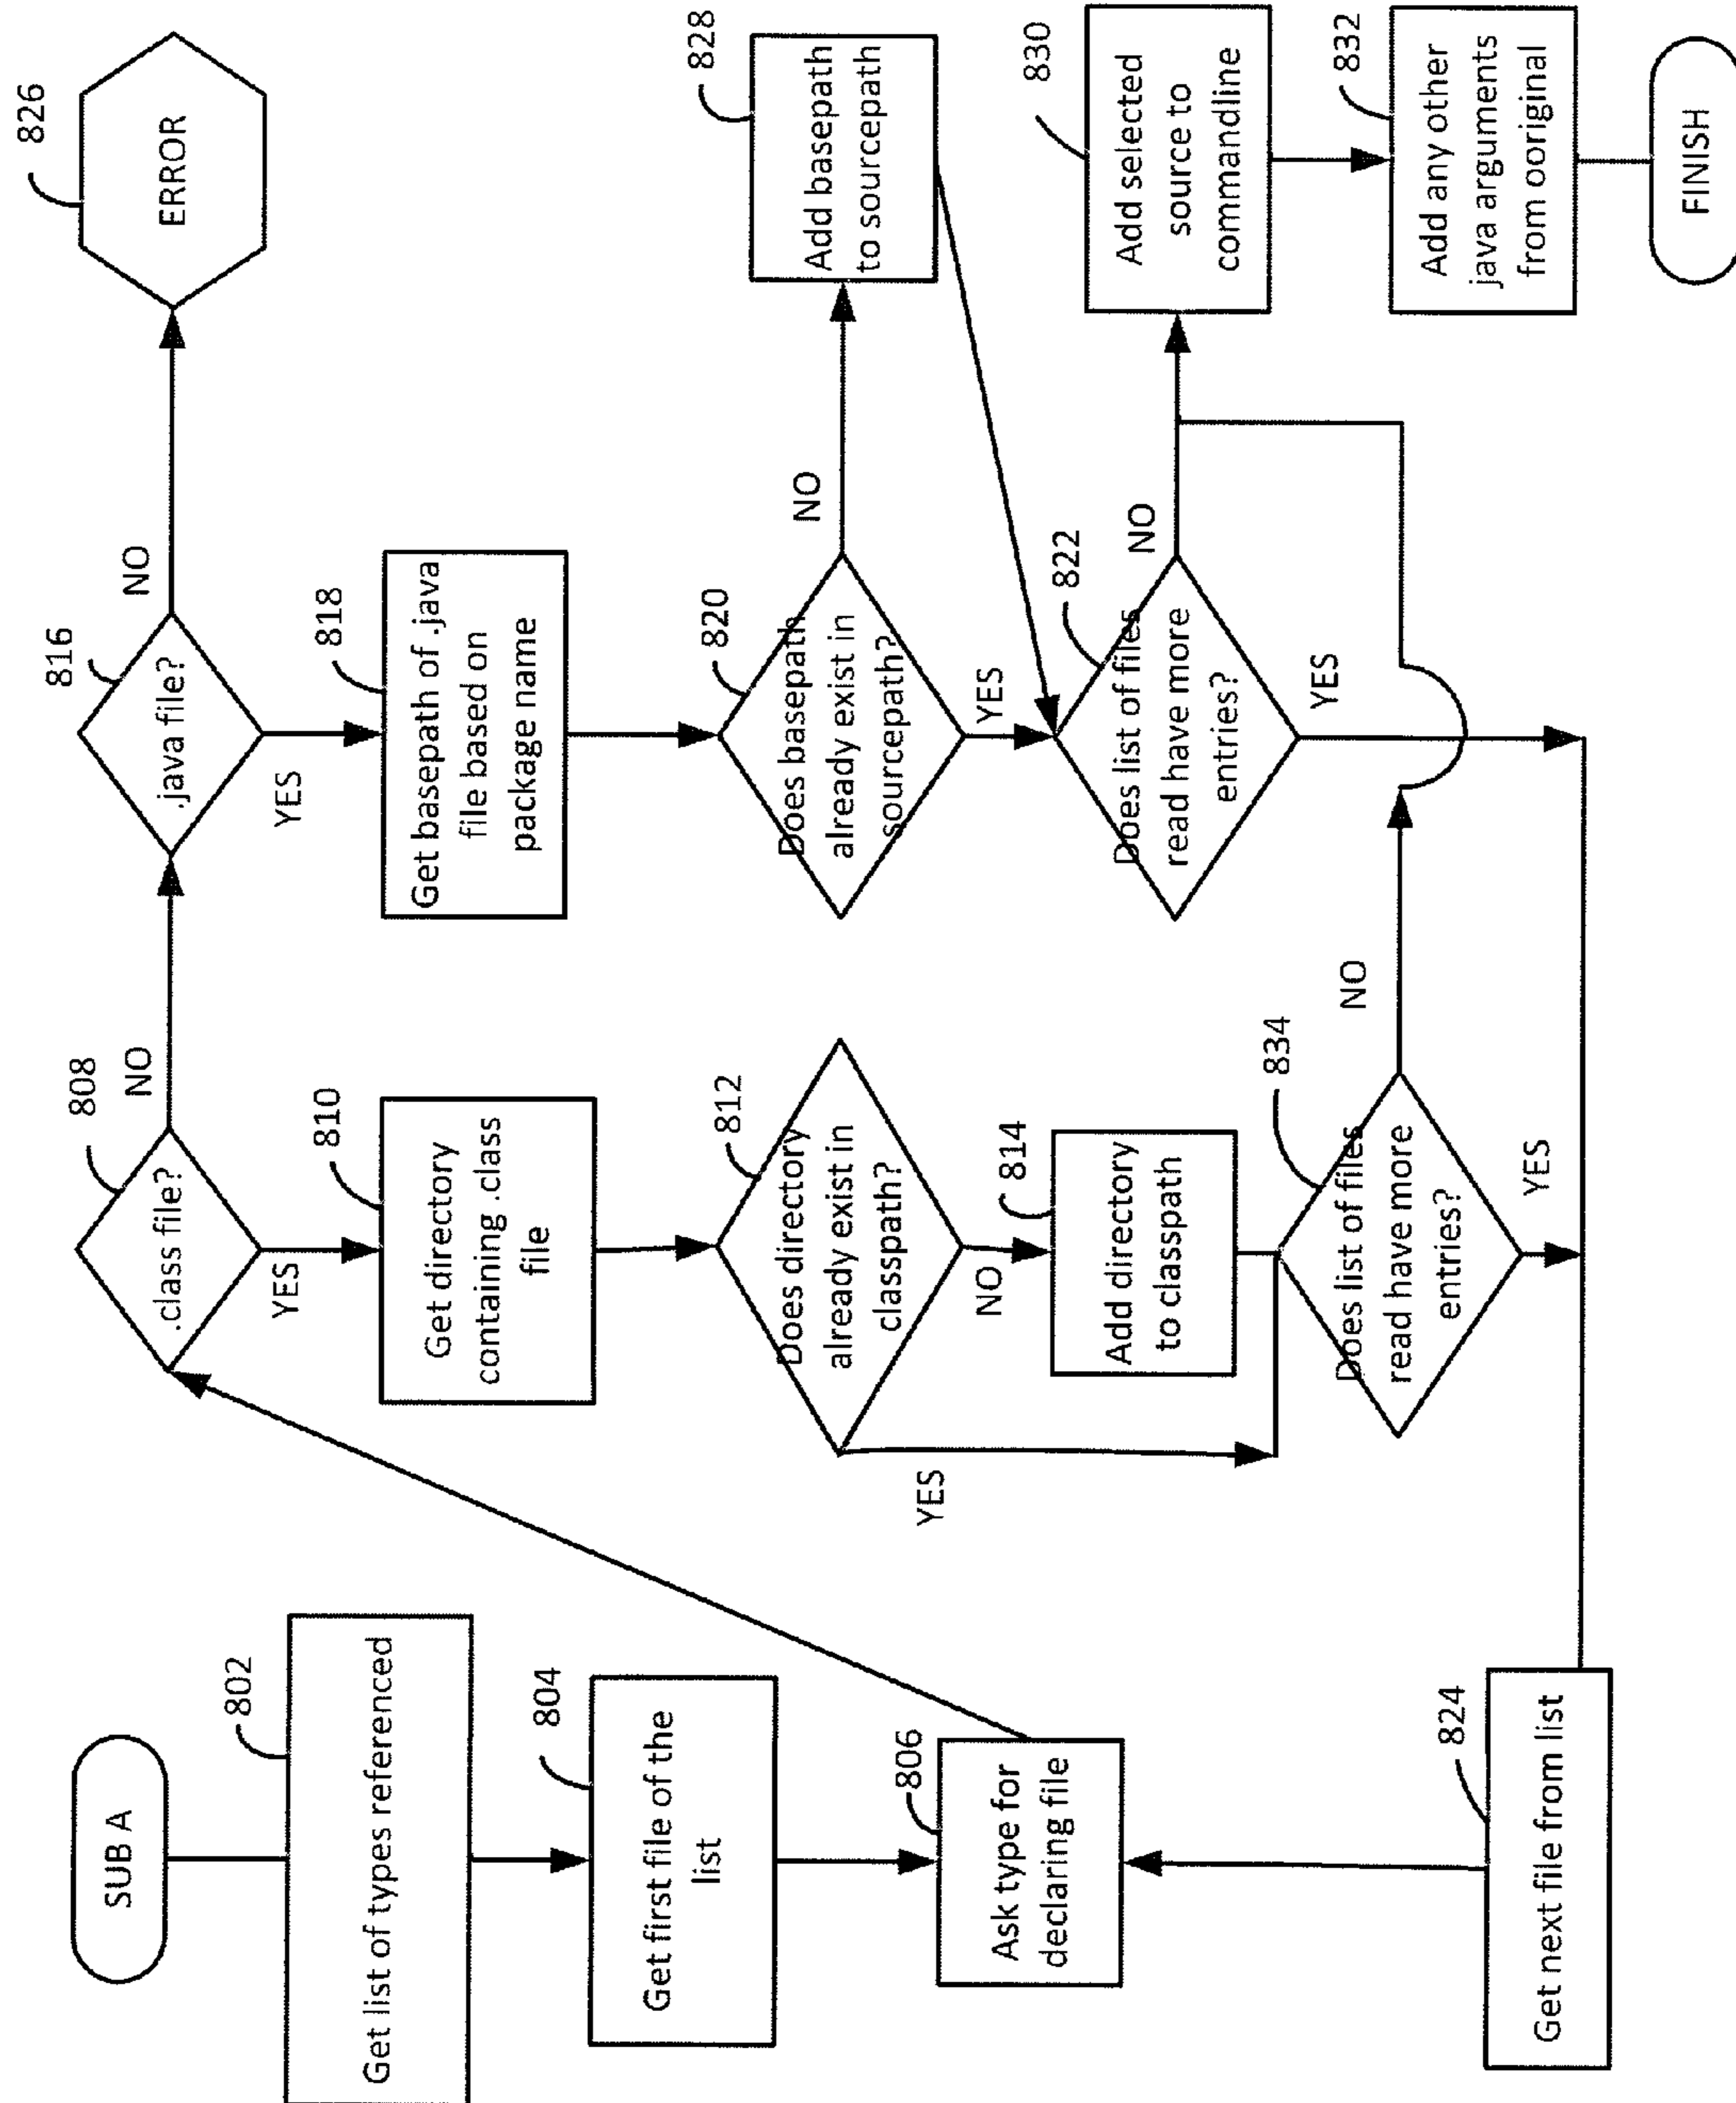 SUB A
802
Get list of types referenced
804
Get first file of the
list
806
Ask type for
declaring file
824
Get next file from list
808
.class file?
NO
YES
810
Get directory
containing .class
file
812
Does directory
already exist in
classpath?
YES
NO
814
Add directory
to classpath
834
Does list of files
read have more
entries?
NO
YES
816
.java file?
NO
YES
818
Get basepath of .java
file based on
package name
820
Does basepath
already exist in
sourcepath?
NO
YES
822
Does list of files
read have more
entries?
NO
YES
826
ERROR
828
Add basepath
to sourcepath
830
Add selected
source to
commandline
832
Add any other
java arguments
from ooriginal
FINISH